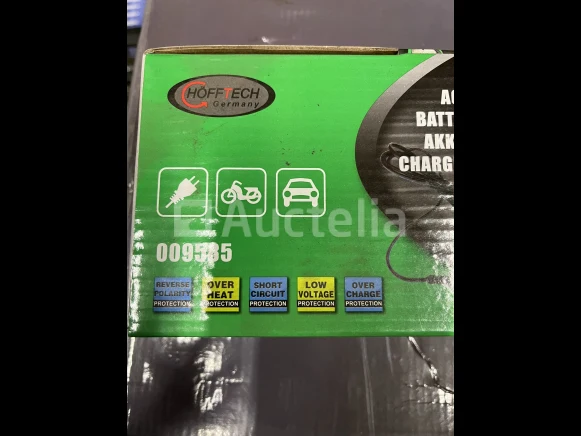 HÖFFTECH
Germany
BATT
AKK
CHARG
Auctelia
009535
REVERSE POLARITY PROTECTION
OVER HEAT PROTECTION
SHORT CIRCUIT PROTECTION
LOW VOLTAGE PROTECTION
OVER CHARGE PROTECTION